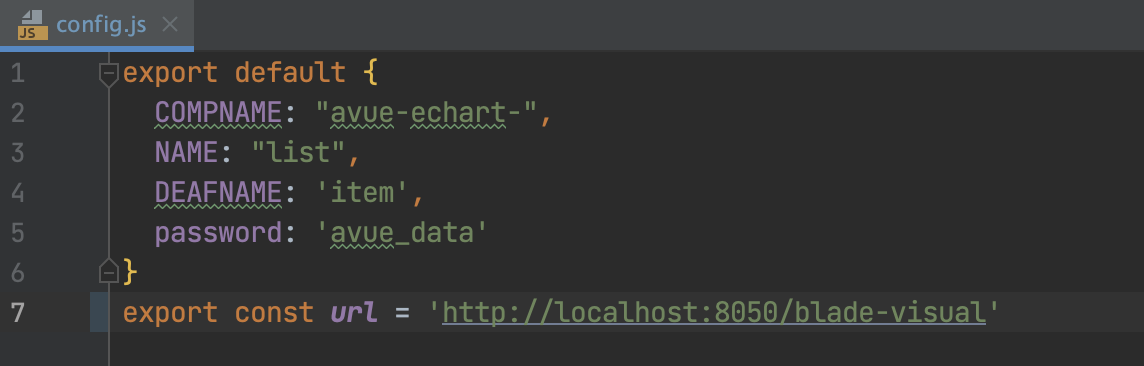 JS config.js
1 export default {
2 COMPNAME: "avue-echart-",
3 NAME: "list",
4 DEAFNAME: 'item',
5 password: 'avue_data'
6 }
7 export const url = 'http://localhost:8050/blade-visual'